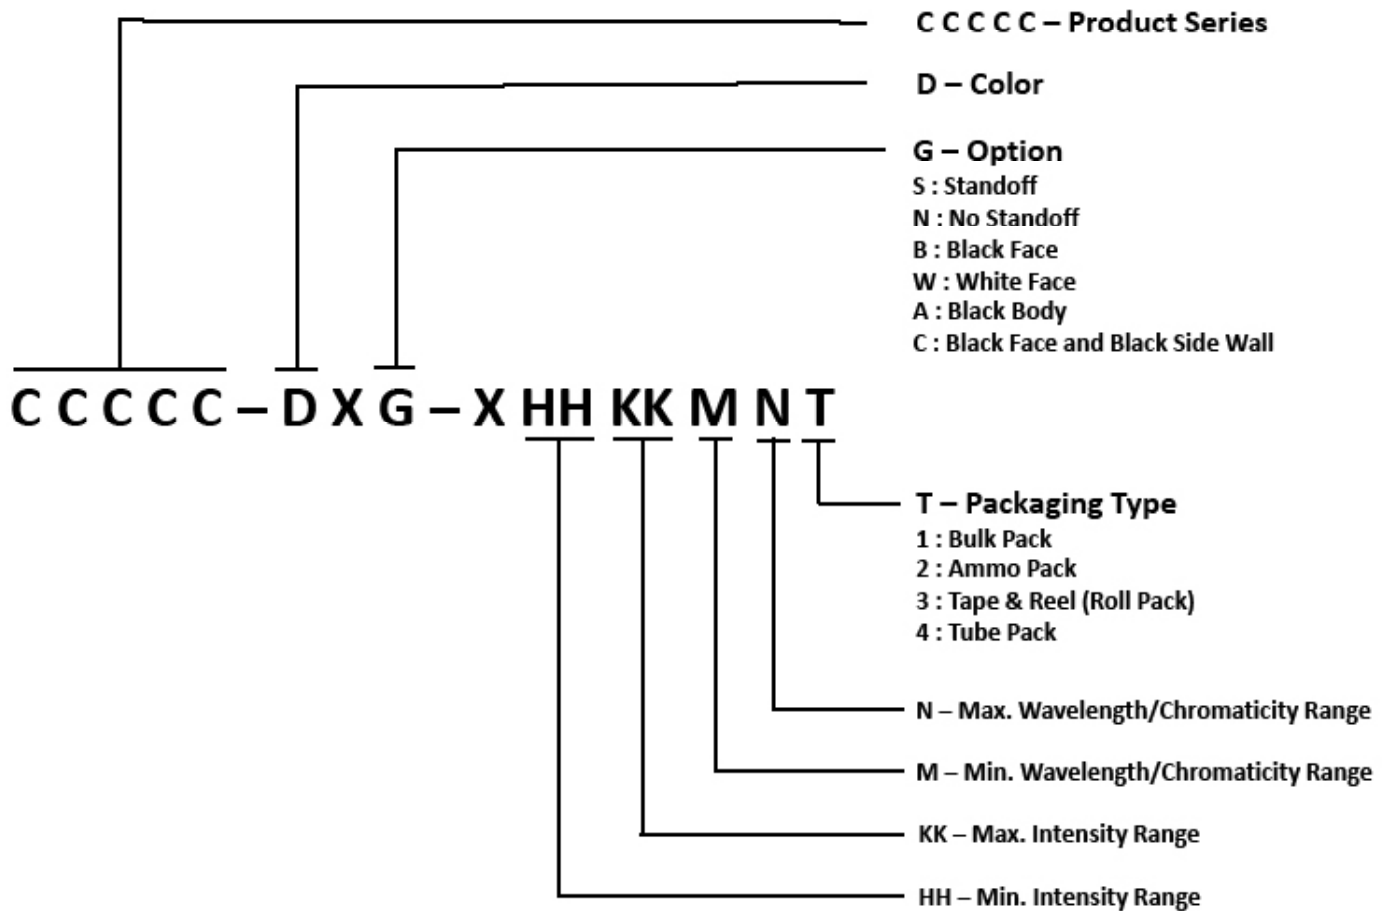 C C C C C – Product Series
D – Color
G – Option
S : Standoff
N : No Standoff
B : Black Face
W : White Face
A : Black Body
C : Black Face and Black Side Wall
C C C C C – D X G – X HH KK M N T
T – Packaging Type
1 : Bulk Pack
2 : Ammo Pack
3 : Tape & Reel (Roll Pack)
4 : Tube Pack
N – Max. Wavelength/Chromaticity Range
M – Min. Wavelength/Chromaticity Range
KK – Max. Intensity Range
HH – Min. Intensity Range